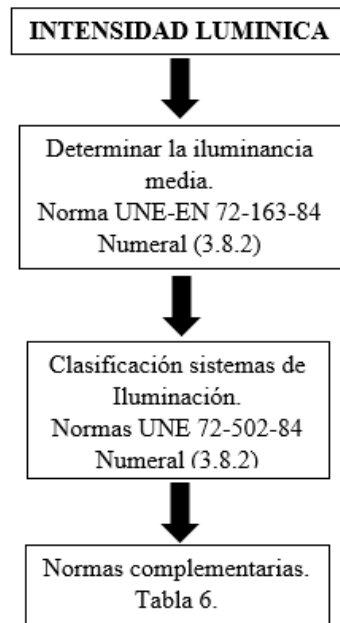 INTENSIDAD LUMINICA
Determinar la iluminancia
media.
Norma UNE-EN 72-163-84
Numeral (3.8.2)
Clasificación sistemas de
Iluminación.
Normas UNE 72-502-84
Numeral (3.8.2)
Normas complementarias.
Tabla 6.